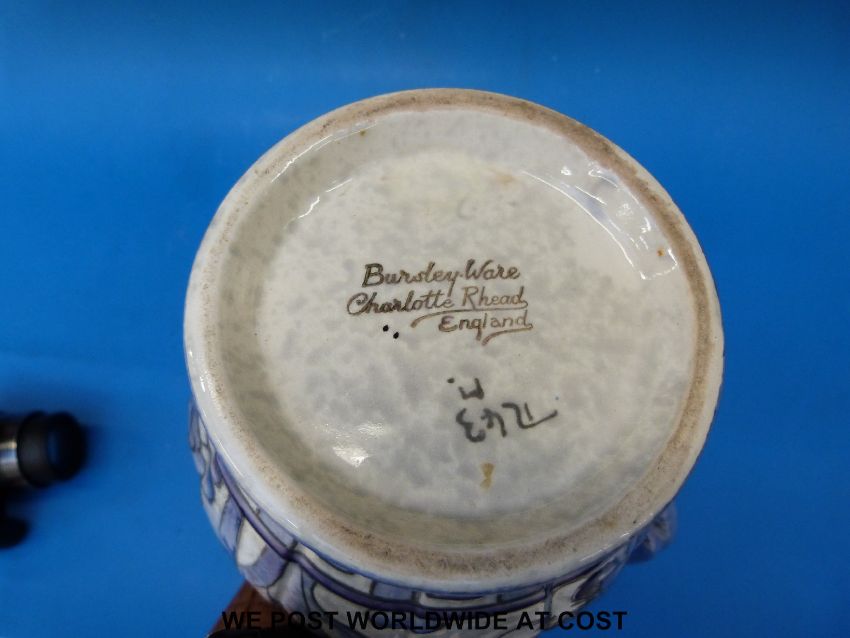 Bursley-Ware
Charlotte Rhead
England
WE POST WORLDWIDE AT COST